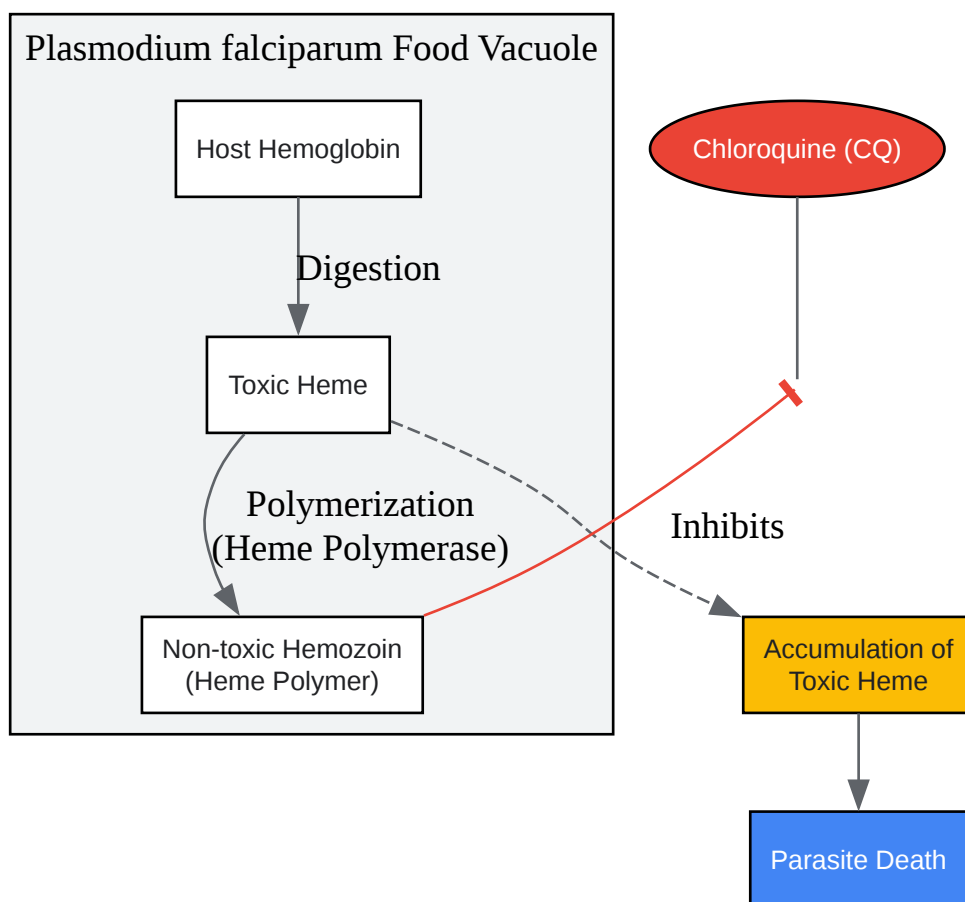 Plasmodium falciparum Food Vacuole
Host Hemoglobin
Chloroquine (CQ)
Digestion
Toxic Heme
Polymerization
(Heme Polymerase)
Inhibits
Non-toxic Hemozoin
(Heme Polymer)
Accumulation of
Toxic Heme
Parasite Death